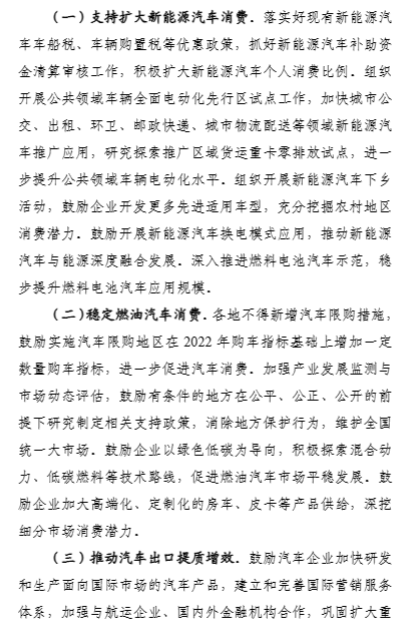 （一）支持扩大新能源汽车消费。落实好现有新能源汽
车车船税、车辆购置税等优惠政策，抓好新能源汽车补助资
金清算审核工作，积极扩大新能源汽车个人消费比例。组织
开展公共领域车辆全面电动化先行区试点工作，加快城市公
交、出租、环卫、邮政快递、城市物流配送等领域新能源汽
车推广应用，研究探索推广区域货运重卡零排放试点，进一
步提升公共领域车辆电动化水平。组织开展新能源汽车下乡
活动，鼓励企业开发更多先进适用车型，充分挖掘农村地区
消费潜力。鼓励开展新能源汽车换电模式应用，推动新能源
汽车与能源深度融合发展。深入推进燃料电池汽车示范，稳
步提升燃料电池汽车应用规模。
（二）稳定燃油汽车消费。各地不得新增汽车限购措施，
鼓励实施汽车限购地区在 2022 年购车指标基础上增加一定
数量购车指标，进一步促进汽车消费。加强产业发展监测与
市场动态评估，鼓励有条件的地方在公平、公正、公开的前
提下研究制定相关支持政策，消除地方保护行为，维护全国
统一大市场。鼓励企业以绿色低碳为导向，积极探索混合动
力、低碳燃料等技术路线，促进燃油汽车市场平稳发展。鼓
励企业加大高端化、定制化的房车、皮卡等产品供给，深挖
细分市场消费潜力。
（三）推动汽车出口提质增效。鼓励汽车企业加快研发
和生产面向国际市场的汽车产品，建立和完善国际营销服务
体系，加强与航运企业、国内外金融机构合作，巩固扩大重